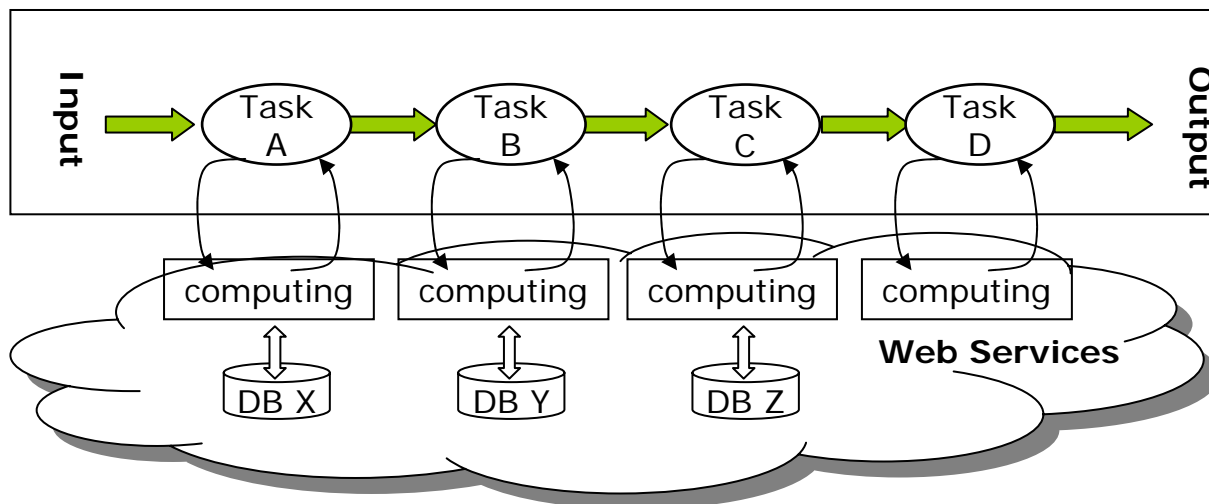 Input
Task
A
Task
B
Task
C
Task
D
Output
computing
computing
computing
computing
Web Services
DB X
DB Y
DB Z